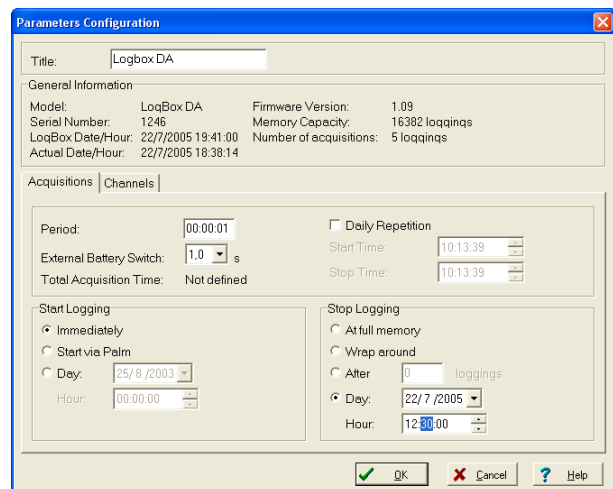 Parameters Configuration
Title: Logbox DA
General Information
Model: LogBox DA Firmware Version: 1.09
Serial Number: 1246 Memory Capacity: 16382 loggings
LogBox Date/Hour: 22/7/2005 19:41:00 Number of acquisitions: 5 loggings
Actual Date/Hour: 22/7/2005 18:38:14
Acquisitions Channels
Period: 00:00:01 Daily Repetition
External Battery Switch: 1,0 s Start Time: 10:13:39
Total Acquisition Time: Not defined Stop Time: 10:13:39
Start Logging Stop Logging
Immediately At full memory
Start via Palm Wrap around
Day: 25/ 8 /2003 After 0 loggings
Hour: 00:00:00 Day: 22/ 7 /2005
Hour: 12:30:00
OK Cancel ? Help